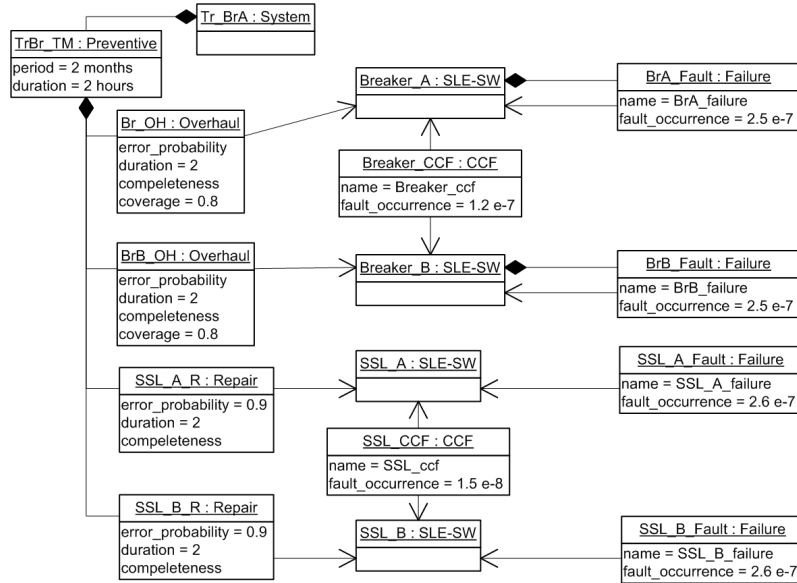 Tr_BrA : System
TrBr_TM : Preventive
period = 2 months
duration = 2 hours
Breaker_A : SLE-SW
BrA_Fault : Failure
name = BrA_failure
fault_occurrence = 2.5 e-7
Br_OH : Overhaul
error_probability
duration = 2
compeleteness
coverage = 0.8
Breaker_CCF : CCF
name = Breaker_ccf
fault_occurrence = 1.2 e-7
BrB_OH : Overhaul
error_probability
duration = 2
compeleteness
coverage = 0.8
Breaker_B : SLE-SW
BrB_Fault : Failure
name = BrB_failure
fault_occurrence = 2.5 e-7
SSL_A : SLE-SW
SSL_A_Fault : Failure
name = SSL_A_failure
fault_occurrence = 2.6 e-7
SSL_A_R : Repair
error_probability = 0.9
duration = 2
compeleteness
SSL_CCF : CCF
name = SSL_ccf
fault_occurrence = 1.5 e-8
SSL_B_R : Repair
error_probability = 0.9
duration = 2
compeleteness
SSL_B : SLE-SW
SSL_B_Fault : Failure
name = SSL_B_failure
fault_occurrence = 2.6 e-7